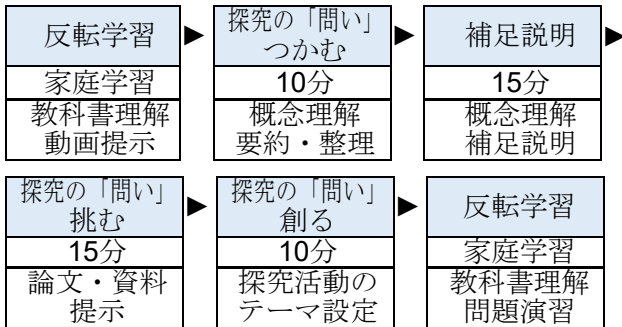 反転学習
家庭学習
教科書理解
動画提示
▶
探究の「問い」
つかむ
10分
概念理解
要約・整理
▶
補足説明
15分
概念理解
補足説明
▶
探究の「問い」
挑む
15分
論文・資料
提示
▶
探究の「問い」
創る
10分
探究活動の
テーマ設定
▶
反転学習
家庭学習
教科書理解
問題演習